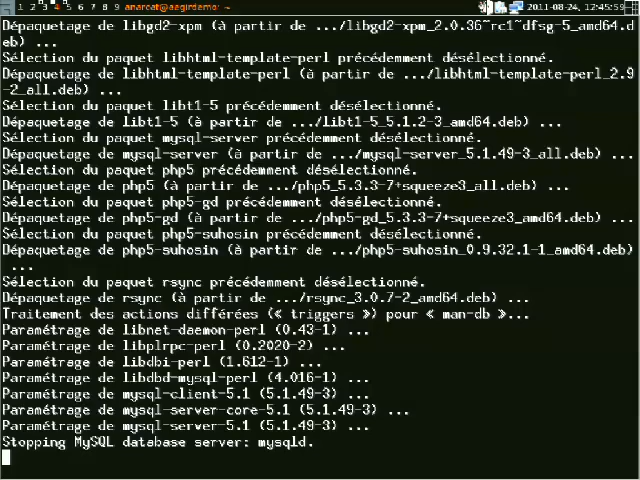 1 2 3 4 5 6 7 8 9 anarcat@aegirdemo: ~ 2011-08-24, 12:45:59
Dépaquetage de libgd2-xpm (à partir de .../libgd2-xpm_2.0.36~rc1~dfsg-5_amd64.d
eb) ...
Sélection du paquet libhtml-template-perl précédemment désélectionné.
Dépaquetage de libhtml-template-perl (à partir de .../libhtml-template-perl_2.9
-2_all.deb) ...
Sélection du paquet libt1-5 précédemment désélectionné.
Dépaquetage de libt1-5 (à partir de .../libt1-5_5.1.2-3_amd64.deb) ...
Sélection du paquet mysql-server précédemment désélectionné.
Dépaquetage de mysql-server (à partir de .../mysql-server_5.1.49-3_all.deb) ...
Sélection du paquet php5 précédemment désélectionné.
Dépaquetage de php5 (à partir de .../php5_5.3.3-7+squeeze3_all.deb) ...
Sélection du paquet php5-gd précédemment désélectionné.
Dépaquetage de php5-gd (à partir de .../php5-gd_5.3.3-7+squeeze3_amd64.deb) ...
Sélection du paquet php5-suhosin précédemment désélectionné.
Dépaquetage de php5-suhosin (à partir de .../php5-suhosin_0.9.32.1-1_amd64.deb)
...
Sélection du paquet rsync précédemment désélectionné.
Dépaquetage de rsync (à partir de .../rsync_3.0.7-2_amd64.deb) ...
Traitement des actions différées (« triggers ») pour « man-db »...
Paramétrage de libnet-daemon-perl (0.43-1) ...
Paramétrage de libplrpc-perl (0.2020-2) ...
Paramétrage de libdbi-perl (1.612-1) ...
Paramétrage de libdbd-mysql-perl (4.016-1) ...
Paramétrage de mysql-client-5.1 (5.1.49-3) ...
Paramétrage de mysql-server-core-5.1 (5.1.49-3) ...
Paramétrage de mysql-server-5.1 (5.1.49-3) ...
Stopping MySQL database server: mysqld.